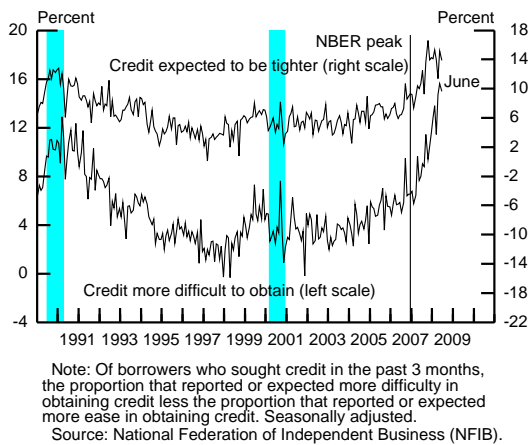 Percent Percent
20 18
NBER peak
Credit expected to be tighter (right scale)
16 14
10
June
12 6
2
8 -2
4 -6
-10
0 -14
Credit more difficult to obtain (left scale)
-18
-4 -22
1991 1993 1995 1997 1999 2001 2003 2005 2007 2009
Note: Of borrowers who sought credit in the past 3 months,
the proportion that reported or expected more difficulty in
obtaining credit less the proportion that reported or expected
more ease in obtaining credit. Seasonally adjusted.
Source: National Federation of Independent Business (NFIB).